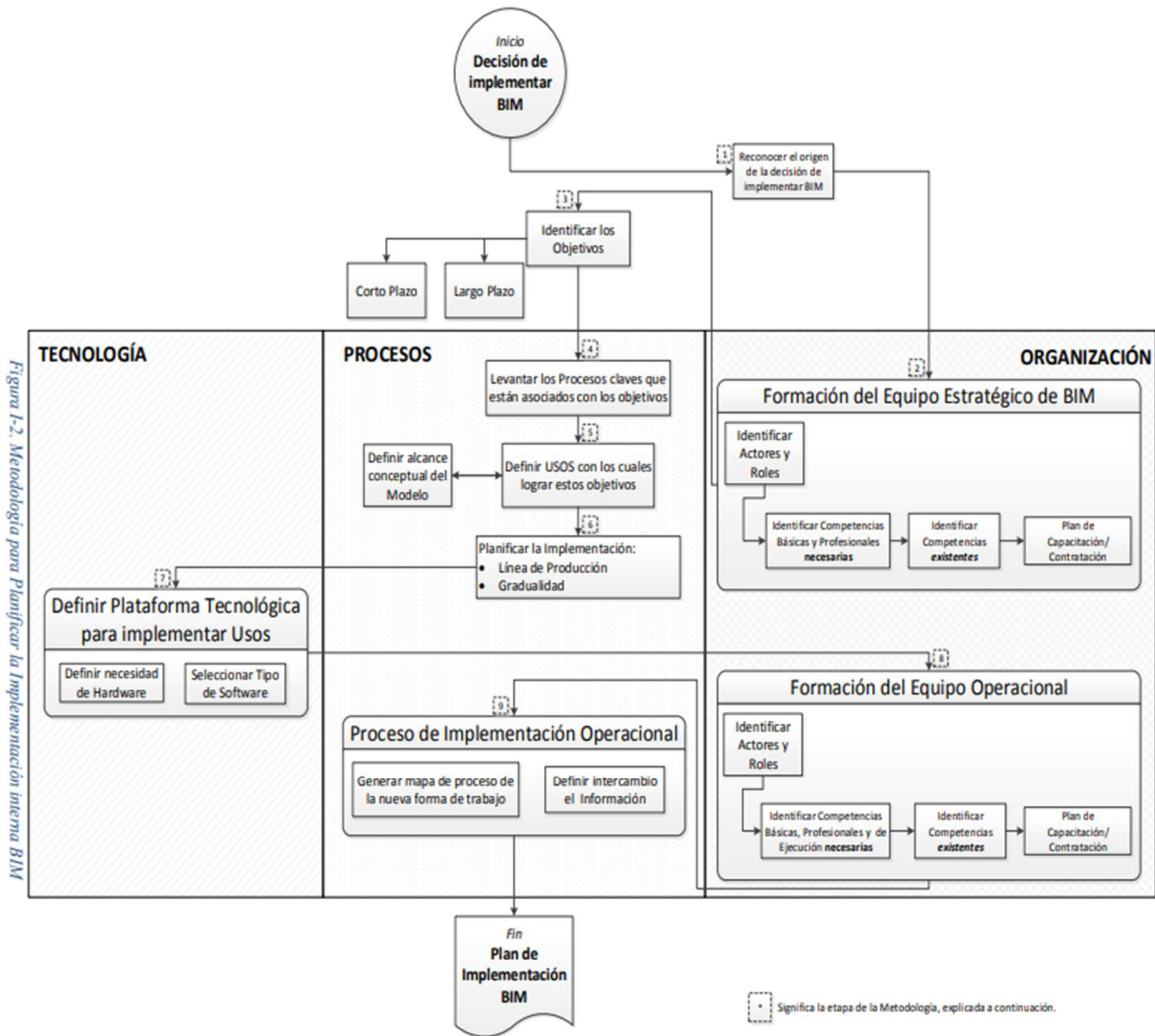 Inicio
Decisión de
implementar
BIM
1
Reconocer el origen
de la decisión de
implementar BIM
3
Identificar los
Objetivos
Corto Plazo
Largo Plazo
TECNOLOGÍA
PROCESOS
ORGANIZACIÓN
4
Levantar los Procesos claves que
están asociados con los objetivos
2
Formación del Equipo Estratégico de BIM
Identificar
Actores y
Roles
Identificar Competencias
Básicas y Profesionales
necesarias
Identificar
Competencias
existentes
Plan de
Capacitación/
Contratación
5
Definir alcance
conceptual del
Modelo
Definir USOS con los cuales
lograr estos objetivos
6
Planificar la Implementación:
• Línea de Producción
• Gradualidad
7
Definir Plataforma Tecnológica
para implementar Usos
Definir necesidad
de Hardware
Seleccionar Tipo
de Software
8
Formación del Equipo Operacional
Identificar
Actores y
Roles
Identificar Competencias
Básicas, Profesionales y de
Ejecución necesarias
Identificar
Competencias
existentes
Plan de
Capacitación/
Contratación
9
Proceso de Implementación Operacional
Generar mapa de proceso de
la nueva forma de trabajo
Definir intercambio
el Información
Fin
Plan de
Implementación
BIM
* Significa la etapa de la Metodología, explicada a continuación.
Figura I-2. Metodología para Planificar la Implementación interna BIM